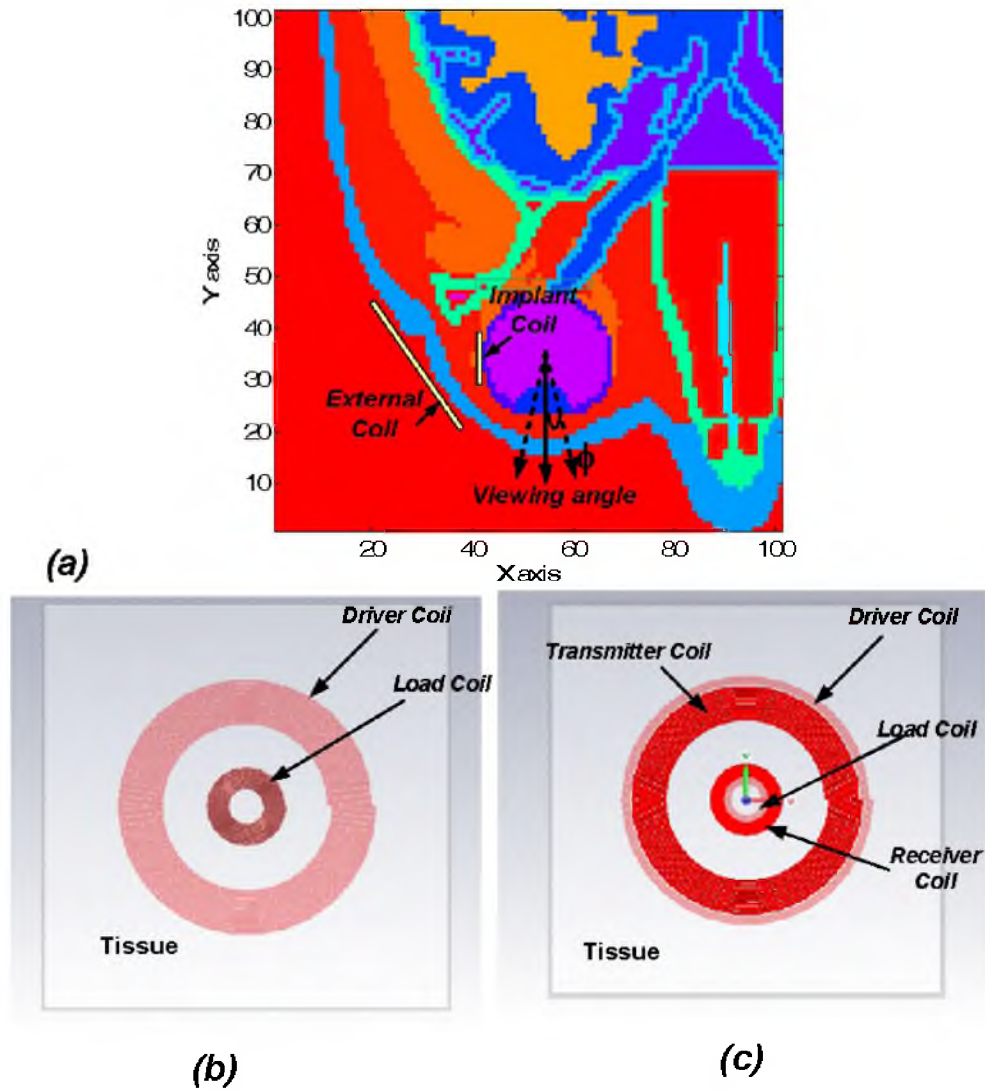 100
90
80
70
60
50
40
30
20
10
Y axis
Implant
Coil
External
Coil
ϕ
Viewing angle
20
40
60
80
100
X axis
(a)
Driver Coil
Load Coil
Tissue
(b)
Driver Coil
Transmitter Coil
Load Coil
Receiver
Coil
Tissue
(c)